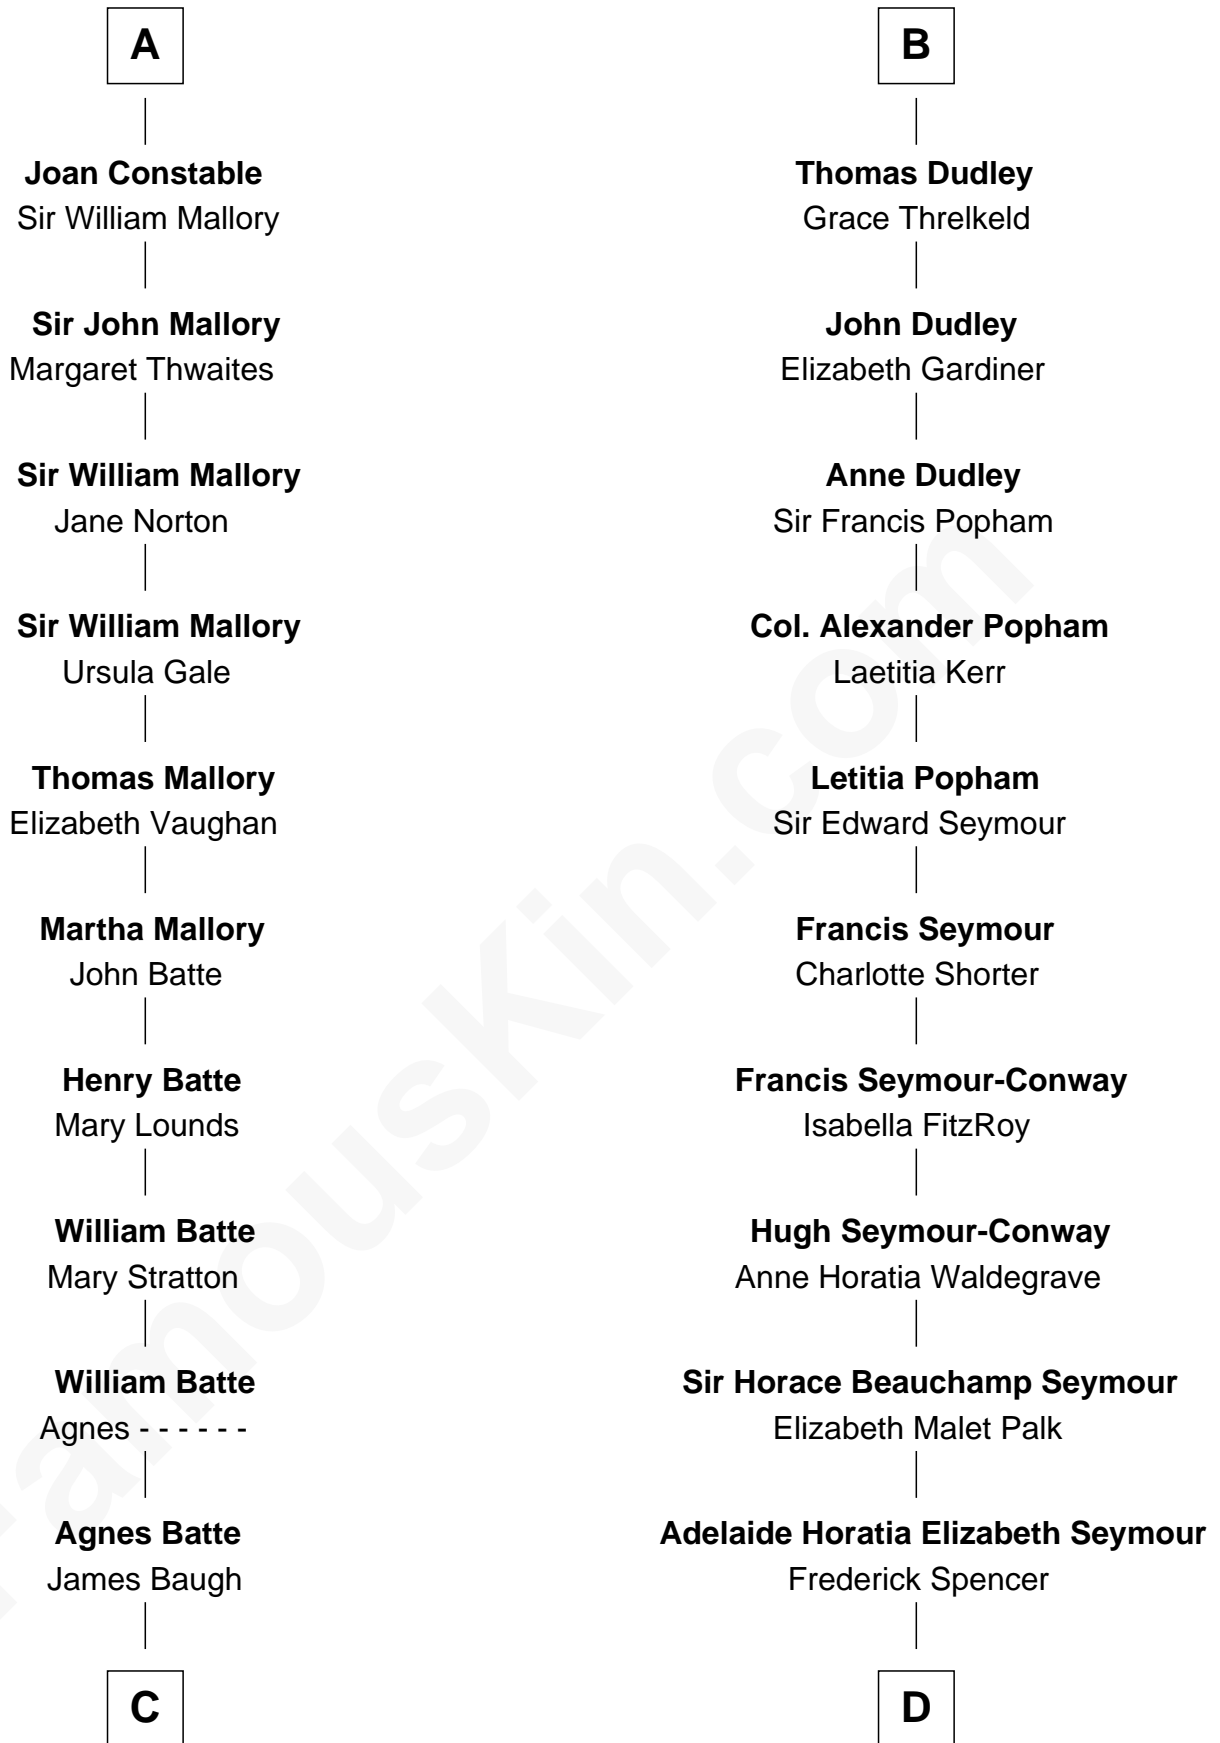 A
B
Joan Constable
Sir William Mallory
Thomas Dudley
Grace Threlkeld
Sir John Mallory
Margaret Thwaites
John Dudley
Elizabeth Gardiner
Sir William Mallory
Jane Norton
Anne Dudley
Sir Francis Popham
Sir William Mallory
Ursula Gale
Col. Alexander Popham
Laetitia Kerr
Thomas Mallory
Elizabeth Vaughan
Letitia Popham
Sir Edward Seymour
Martha Mallory
John Batte
Francis Seymour
Charlotte Shorter
Henry Batte
Mary Lounds
Francis Seymour-Conway
Isabella FitzRoy
William Batte
Mary Stratton
Hugh Seymour-Conway
Anne Horatia Waldegrave
William Batte
Agnes - - - - - -
Sir Horace Beauchamp Seymour
Elizabeth Malet Palk
Agnes Batte
James Baugh
Adelaide Horatia Elizabeth Seymour
Frederick Spencer
C
D
FamousKin.com